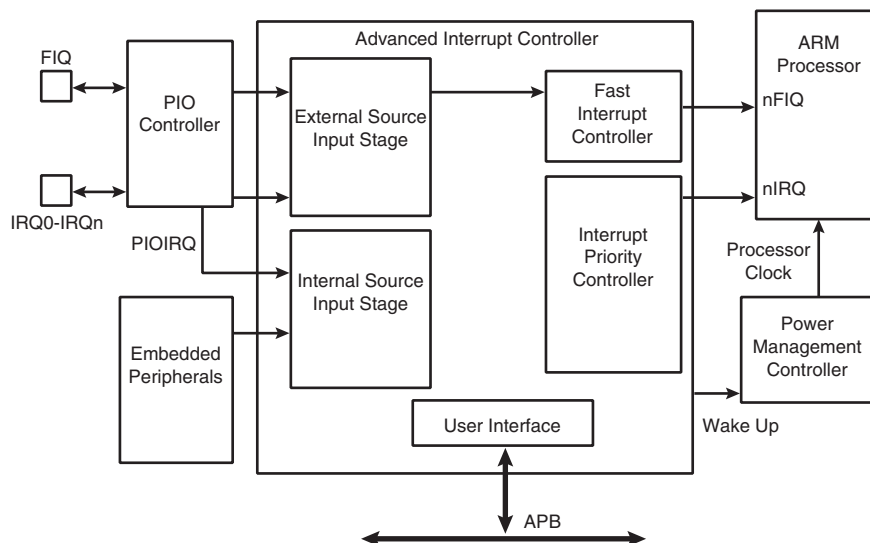 Advanced Interrupt Controller
FIQ
PIO
Controller
IRQ0-IRQn
PIOIRQ
Embedded
Peripherals
External Source
Input Stage
Internal Source
Input Stage
Fast
Interrupt
Controller
Interrupt
Priority
Controller
User Interface
APB
ARM
Processor
nFIQ
nIRQ
Processor
Clock
Power
Management
Controller
Wake Up